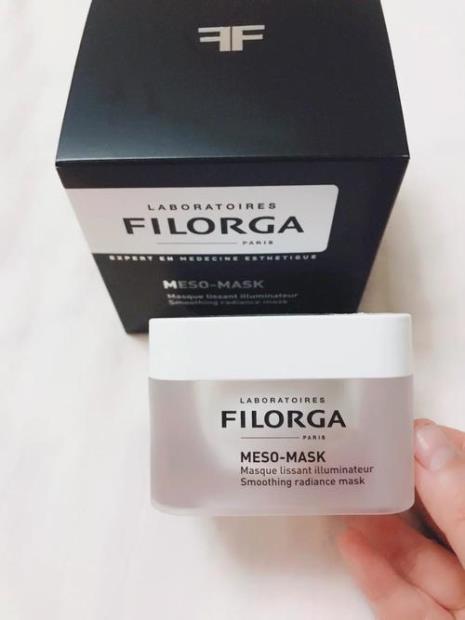 LABORATOIRES
FILORGA
PARIS
EXPERT EN MEDECINE ESTHETIQUE
MESO-MASK
Masque lissant illuminateur
Smoothing radiance mask
LABORATOIRES
FILORGA
PARIS
MESO-MASK
Masque lissant illuminateur
Smoothing radiance mask